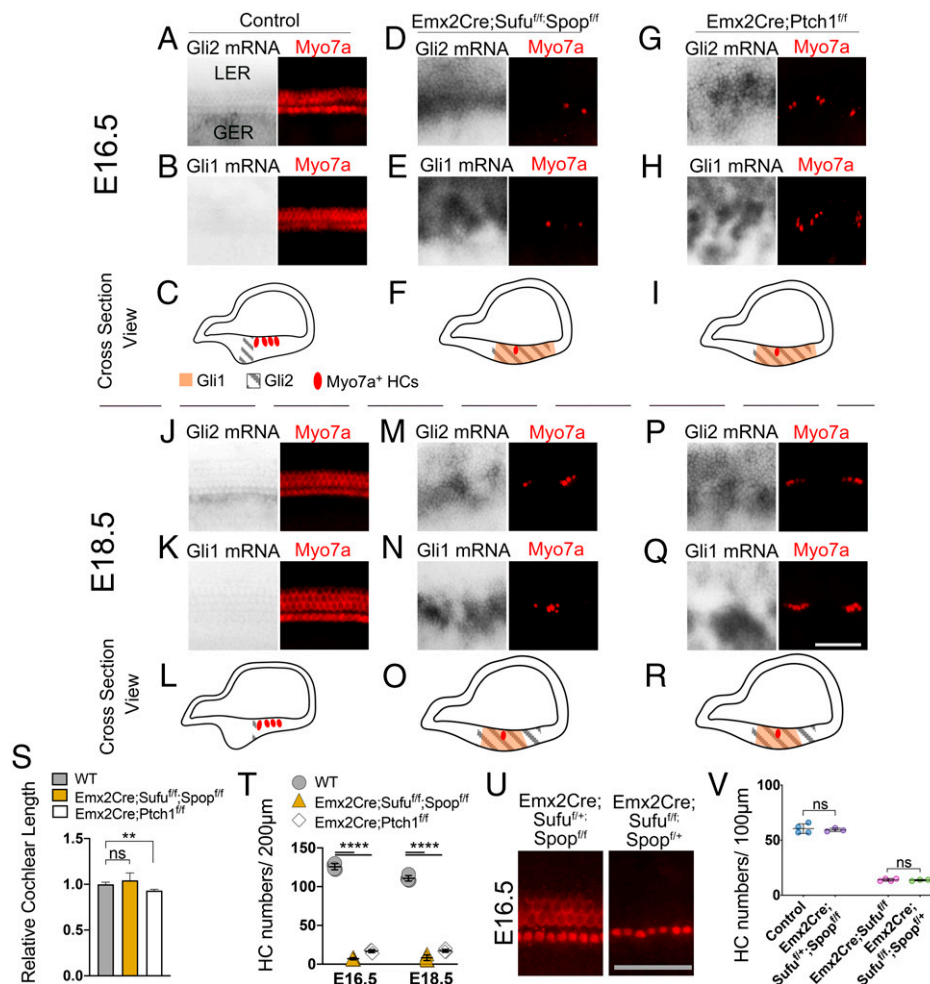 Control
Emx2Cre;Sufu^f/f;Spop^f/f
Emx2Cre;Ptch1^f/f
A Gli2 mRNA Myo7a
LER
GER
D Gli2 mRNA Myo7a
G Gli2 mRNA Myo7a
E16.5
B Gli1 mRNA Myo7a
E Gli1 mRNA Myo7a
H Gli1 mRNA Myo7a
Cross Section
View
C
F
I
Gli1 Gli2 Myo7a+ HCs
J Gli2 mRNA Myo7a
M Gli2 mRNA Myo7a
P Gli2 mRNA Myo7a
E18.5
K Gli1 mRNA Myo7a
N Gli1 mRNA Myo7a
Q Gli1 mRNA Myo7a
Cross Section
View
L
O
R
S
WT
Emx2Cre;Sufu^f/f;Spop^f/f
Emx2Cre;Ptch1^f/f
Relative Cochlear Length
1.5
1.0
0.5
0.0
ns
**
T
WT
Emx2Cre;Sufu^f/f;Spop^f/f
Emx2Cre;Ptch1^f/f
HC numbers/ 200µm
150
100
50
0
****
****
E16.5 E18.5
U
Emx2Cre;
Sufu^f/+;
Spop^f/f
Emx2Cre;
Sufu^f/f;
Spop^f/+
E16.5
V
HC numbers/ 100µm
100
50
0
ns
ns
Control
Emx2Cre;
Sufu^f/+;Spop^f/f
Emx2Cre;Sufu^f/f
Emx2Cre;
Sufu^f/f;Spop^f/+